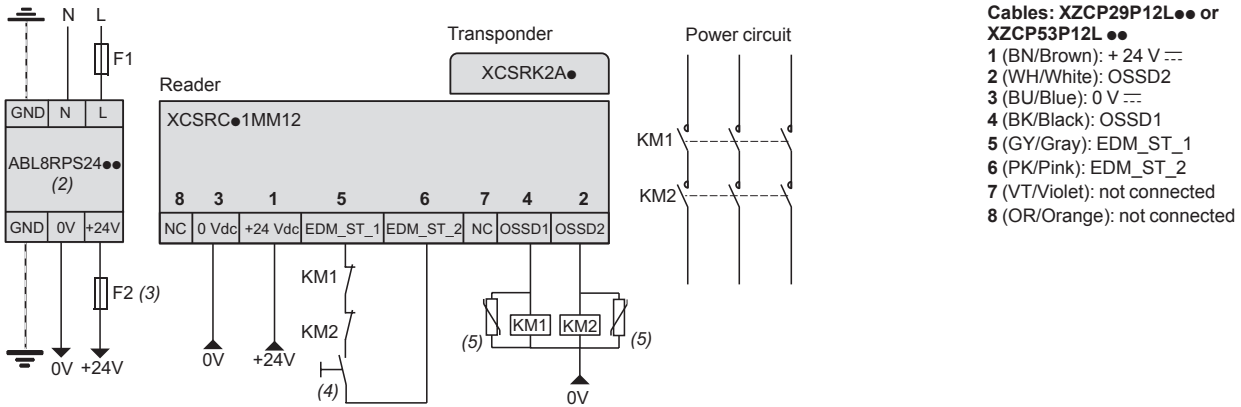 N L
F1
GND N L
ABL8RPS24●●
(2)
GND 0V +24V
F2 (3)
0V +24V
Reader
XCSRC●1MM12
8 3 1 5 6 7 4 2
NC 0 Vdc +24 Vdc EDM_ST_1 EDM_ST_2 NC OSSD1 OSSD2
KM1
KM2
(4)
0V +24V
(5) KM1 KM2 (5)
0V
Transponder
XCSRK2A●
Power circuit
KM1
KM2
Cables: XZCP29P12L●● or
XZCP53P12L ●●
1 (BN/Brown): + 24 V ⎓
2 (WH/White): OSSD2
3 (BU/Blue): 0 V ⎓
4 (BK/Black): OSSD1
5 (GY/Gray): EDM_ST_1
6 (PK/Pink): EDM_ST_2
7 (VT/Violet): not connected
8 (OR/Orange): not connected